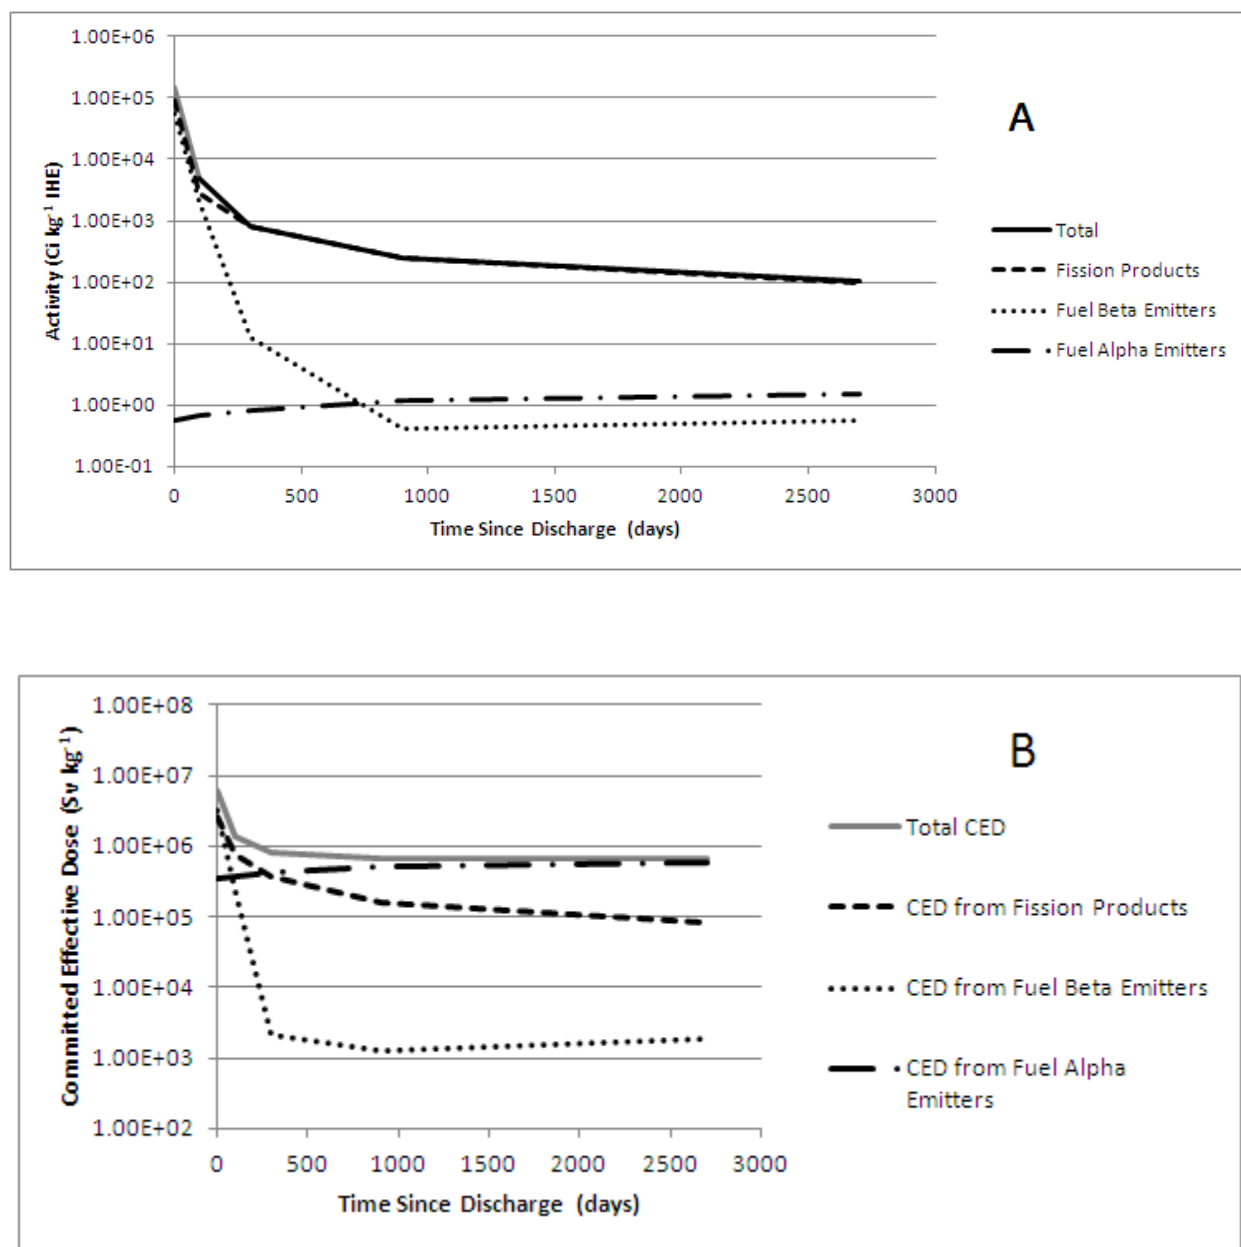 1.00E+06
1.00E+05
1.00E+04
1.00E+03
1.00E+02
1.00E+01
1.00E+00
1.00E-01
Activity (Ci kg⁻¹ IHE)
0 500 1000 1500 2000 2500 3000
Time Since Discharge (days)
A
Total
Fission Products
Fuel Beta Emitters
Fuel Alpha Emitters
1.00E+08
1.00E+07
1.00E+06
1.00E+05
1.00E+04
1.00E+03
1.00E+02
Committed Effective Dose (Sv kg⁻¹)
0 500 1000 1500 2000 2500 3000
Time Since Discharge (days)
B
Total CED
CED from Fission Products
CED from Fuel Beta Emitters
CED from Fuel Alpha
Emitters